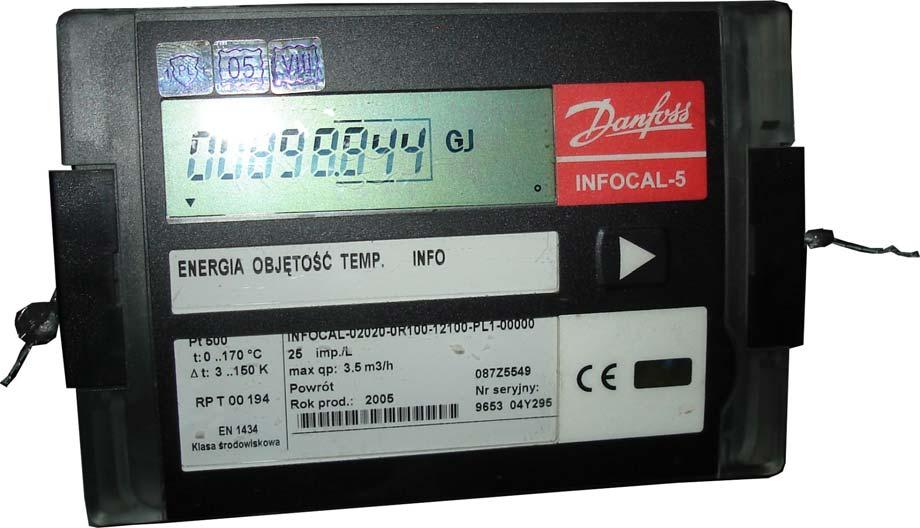 PL 05 VIII
00898.844 GJ
Danfoss
INFOCAL-5
ENERGIA OBJĘTOŚĆ TEMP. INFO
Pt 500
t: 0 ..170 °C
Δ t: 3 ..150 K
RP T 00 194
EN 1434
Klasa środowiskowa
INFOCAL-02020-0R100-12100-PL1-00000
25 imp./L
max qp: 3.5 m3/h
Powrót
Rok prod.: 2005
087Z5549
Nr seryjny:
9653 04Y295
CE